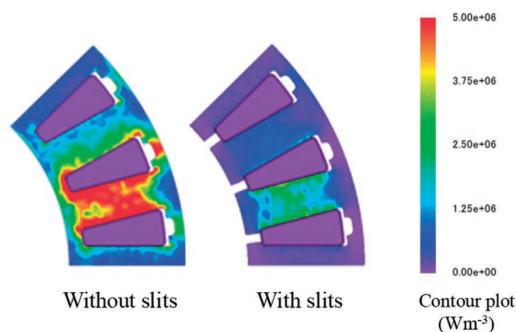 5.00e+06
3.75e+06
2.50e+06
1.25e+06
0.00e+00
Without slits
With slits
Contour plot
(Wm⁻³)